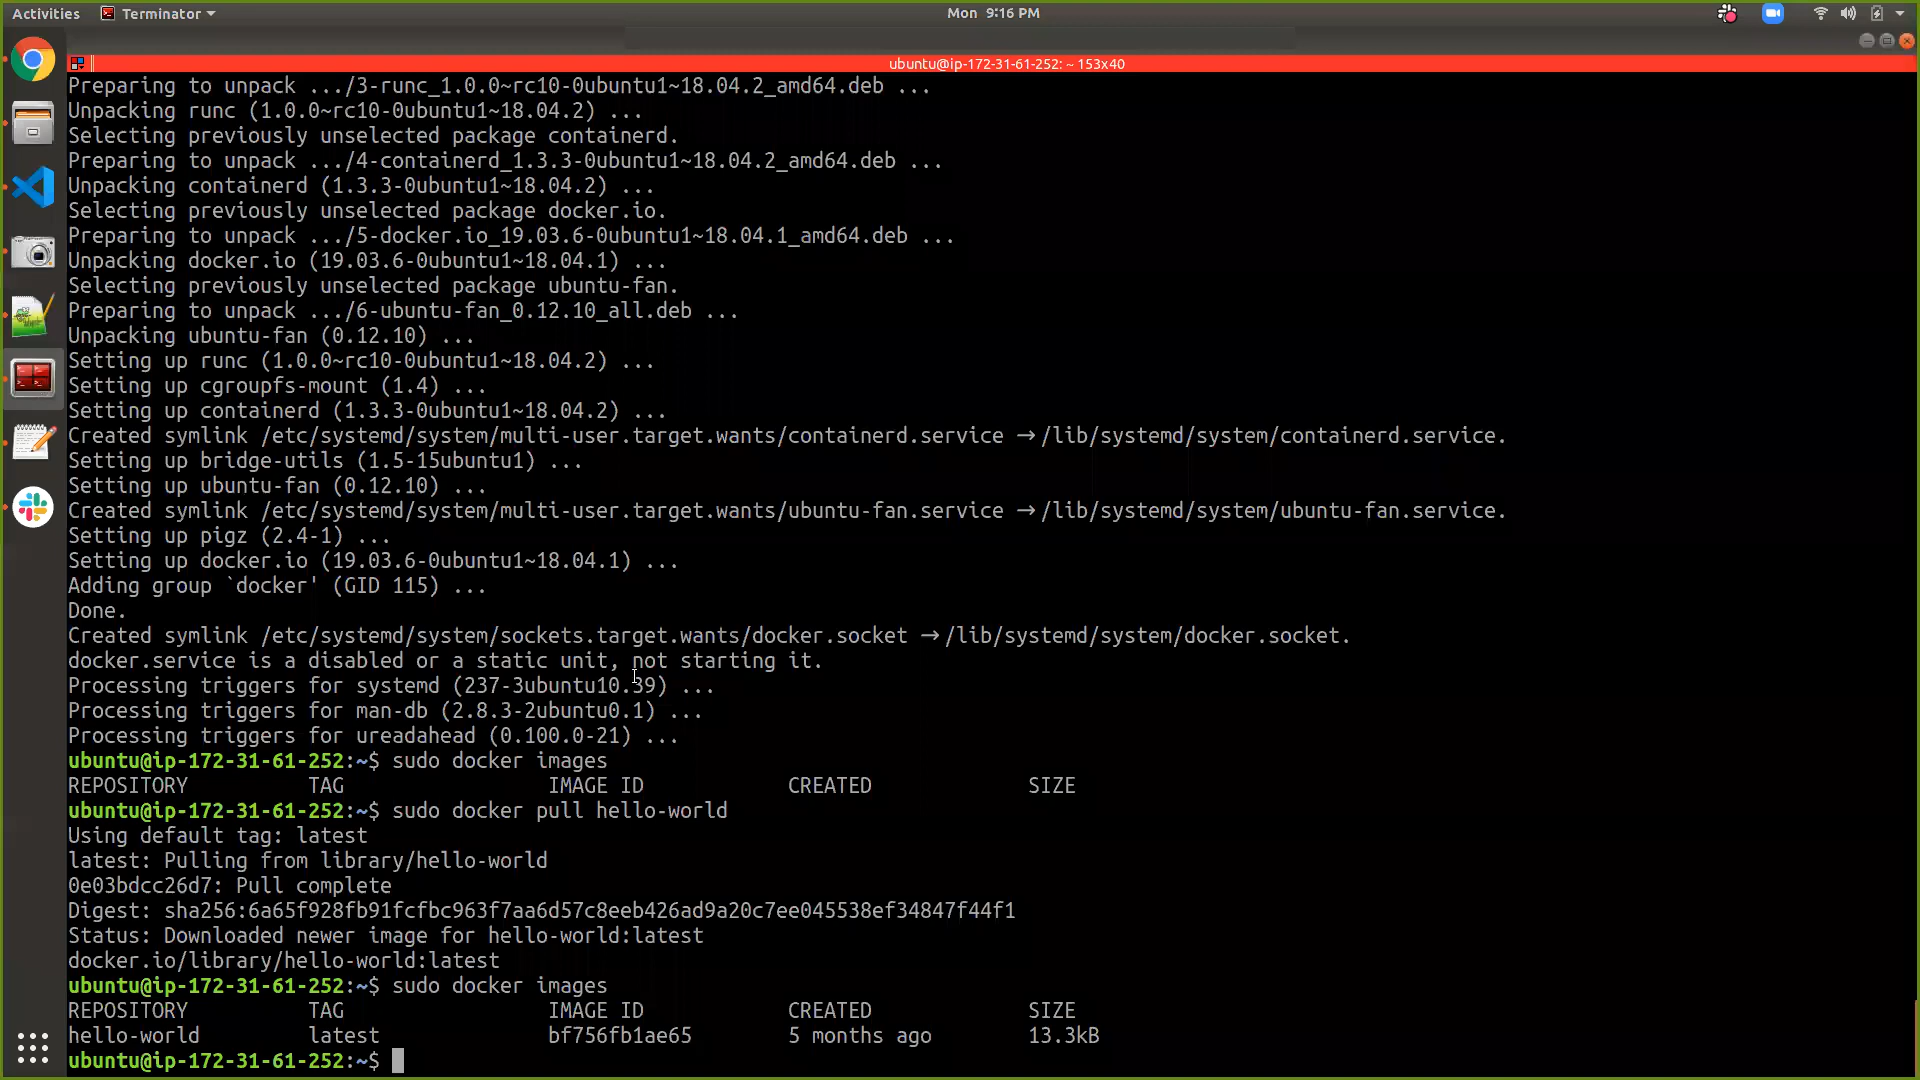 Activities Terminator Mon 9:16 PM
ubuntu@ip-172-31-61-252: ~ 153x40
Preparing to unpack .../3-runc_1.0.0~rc10-0ubuntu1~18.04.2_amd64.deb ...
Unpacking runc (1.0.0~rc10-0ubuntu1~18.04.2) ...
Selecting previously unselected package containerd.
Preparing to unpack .../4-containerd_1.3.3-0ubuntu1~18.04.2_amd64.deb ...
Unpacking containerd (1.3.3-0ubuntu1~18.04.2) ...
Selecting previously unselected package docker.io.
Preparing to unpack .../5-docker.io_19.03.6-0ubuntu1~18.04.1_amd64.deb ...
Unpacking docker.io (19.03.6-0ubuntu1~18.04.1) ...
Selecting previously unselected package ubuntu-fan.
Preparing to unpack .../6-ubuntu-fan_0.12.10_all.deb ...
Unpacking ubuntu-fan (0.12.10) ...
Setting up runc (1.0.0~rc10-0ubuntu1~18.04.2) ...
Setting up cgroupfs-mount (1.4) ...
Setting up containerd (1.3.3-0ubuntu1~18.04.2) ...
Created symlink /etc/systemd/system/multi-user.target.wants/containerd.service → /lib/systemd/system/containerd.service.
Setting up bridge-utils (1.5-15ubuntu1) ...
Setting up ubuntu-fan (0.12.10) ...
Created symlink /etc/systemd/system/multi-user.target.wants/ubuntu-fan.service → /lib/systemd/system/ubuntu-fan.service.
Setting up pigz (2.4-1) ...
Setting up docker.io (19.03.6-0ubuntu1~18.04.1) ...
Adding group `docker' (GID 115) ...
Done.
Created symlink /etc/systemd/system/sockets.target.wants/docker.socket → /lib/systemd/system/docker.socket.
docker.service is a disabled or a static unit, not starting it.
Processing triggers for systemd (237-3ubuntu10.39) ...
Processing triggers for man-db (2.8.3-2ubuntu0.1) ...
Processing triggers for ureadahead (0.100.0-21) ...
ubuntu@ip-172-31-61-252:~$ sudo docker images
REPOSITORY TAG IMAGE ID CREATED SIZE
ubuntu@ip-172-31-61-252:~$ sudo docker pull hello-world
Using default tag: latest
latest: Pulling from library/hello-world
0e03bdcc26d7: Pull complete
Digest: sha256:6a65f928fb91fcfbc963f7aa6d57c8eeb426ad9a20c7ee045538ef34847f44f1
Status: Downloaded newer image for hello-world:latest
docker.io/library/hello-world:latest
ubuntu@ip-172-31-61-252:~$ sudo docker images
REPOSITORY TAG IMAGE ID CREATED SIZE
hello-world latest bf756fb1ae65 5 months ago 13.3kB
ubuntu@ip-172-31-61-252:~$